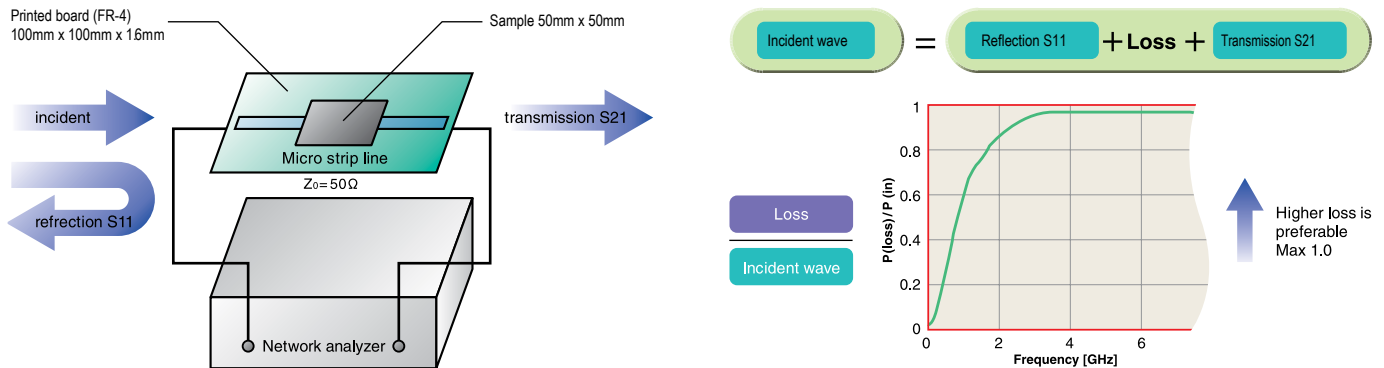 Printed board (FR-4)
100mm x 100mm x 1.6mm
Sample 50mm x 50mm
incident
refrection S11
transmission S21
Micro strip line
Z₀=50Ω
Network analyzer
Incident wave = Reflection S11 + Loss + Transmission S21
Loss
Incident wave
P(loss) / P (in)
1
0.8
0.6
0.4
0.2
0
0 2 4 6
Frequency [GHz]
Higher loss is
preferable
Max 1.0